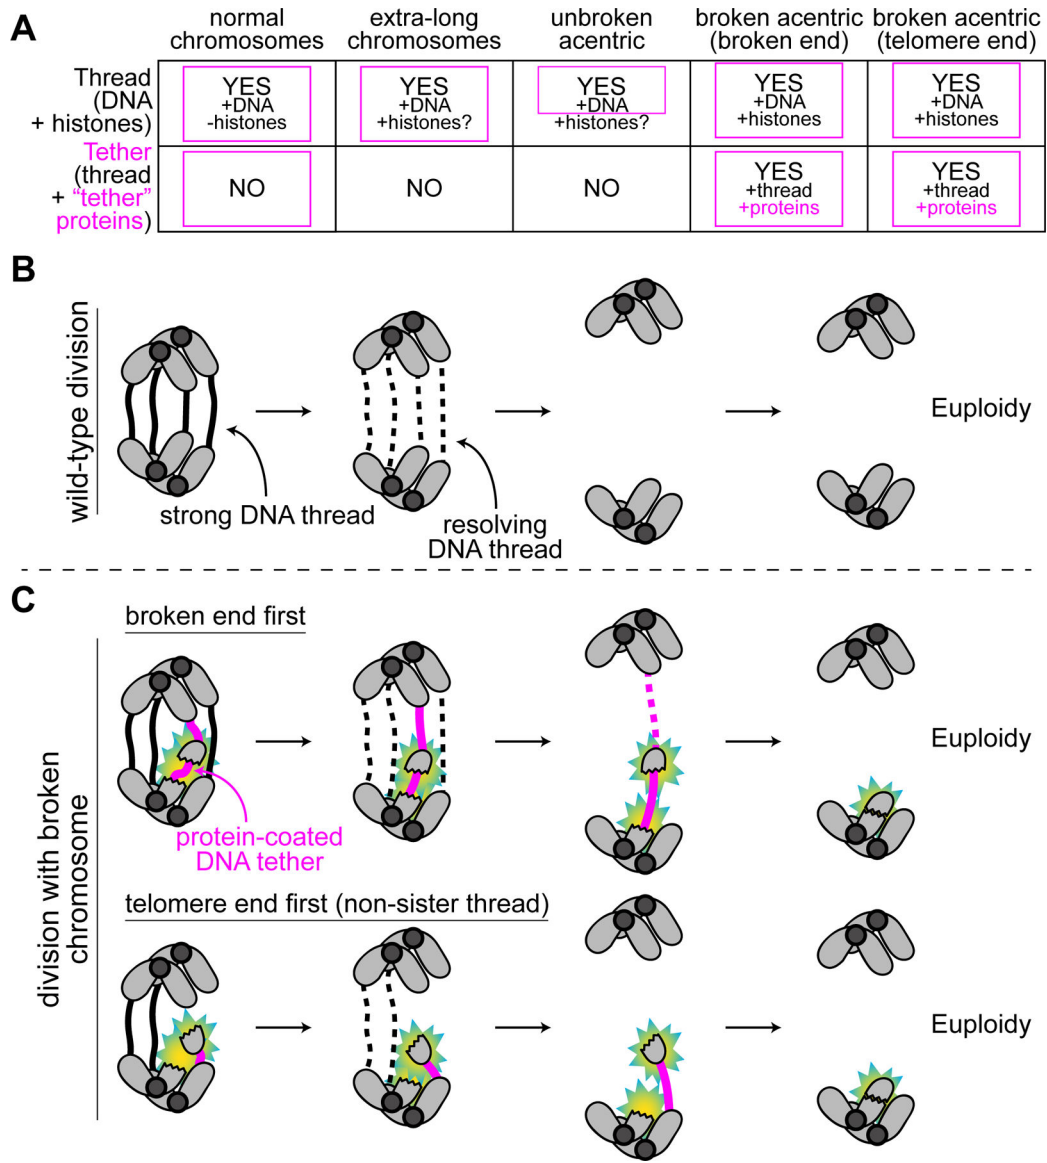 A
normal
chromosomes
extra-long
chromosomes
unbroken
acentric
broken acentric
(broken end)
broken acentric
(telomere end)
Thread
(DNA
+ histones)
YES
+DNA
-histones
YES
+DNA
+histones?
YES
+DNA
+histones?
YES
+DNA
+histones
YES
+DNA
+histones
Tether
(thread
+ “tether”
proteins)
NO
NO
NO
YES
+thread
+proteins
YES
+thread
+proteins
B
wild-type division
strong DNA thread
resolving
DNA thread
Euploidy
C
division with broken
chromosome
broken end first
protein-coated
DNA tether
Euploidy
telomere end first (non-sister thread)
Euploidy